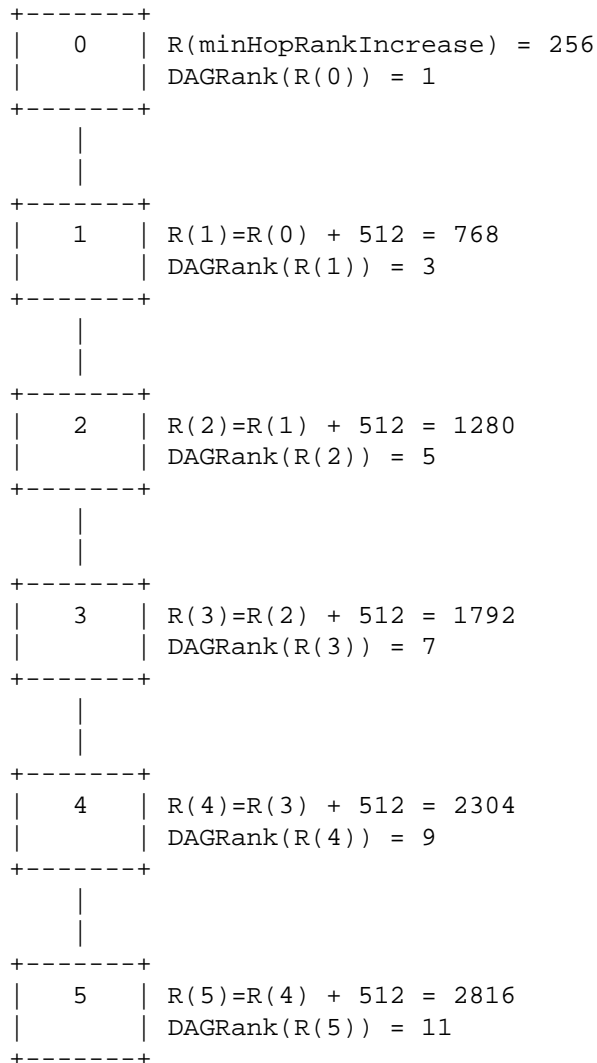 +-------+
|   0   | R(minHopRankIncrease) = 256
|       | DAGRank(R(0)) = 1
+-------+
    |
    |
+-------+
|   1   | R(1)=R(0) + 512 = 768
|       | DAGRank(R(1)) = 3
+-------+
    |
    |
+-------+
|   2   | R(2)=R(1) + 512 = 1280
|       | DAGRank(R(2)) = 5
+-------+
    |
    |
+-------+
|   3   | R(3)=R(2) + 512 = 1792
|       | DAGRank(R(3)) = 7
+-------+
    |
    |
+-------+
|   4   | R(4)=R(3) + 512 = 2304
|       | DAGRank(R(4)) = 9
+-------+
    |
    |
+-------+
|   5   | R(5)=R(4) + 512 = 2816
|       | DAGRank(R(5)) = 11
+-------+